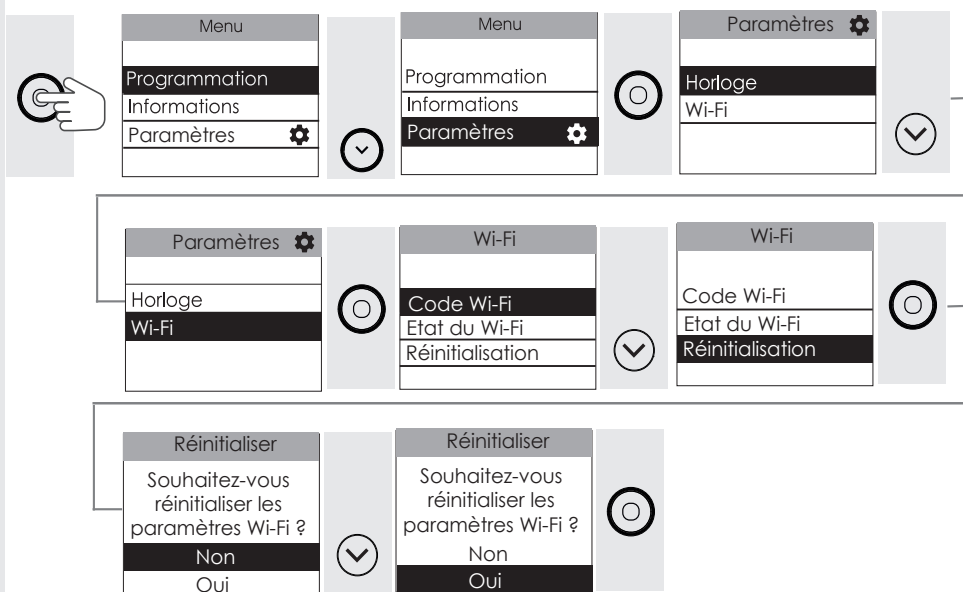 Menu
Programmation
Informations
Paramètres
Menu
Programmation
Informations
Paramètres
Paramètres
Horloge
Wi-Fi
Paramètres
Horloge
Wi-Fi
Wi-Fi
Code Wi-Fi
Etat du Wi-Fi
Réinitialisation
Wi-Fi
Code Wi-Fi
Etat du Wi-Fi
Réinitialisation
Réinitialiser
Souhaitez-vous
réinitialiser les
paramètres Wi-Fi ?
Non
Oui
Réinitialiser
Souhaitez-vous
réinitialiser les
paramètres Wi-Fi ?
Non
Oui